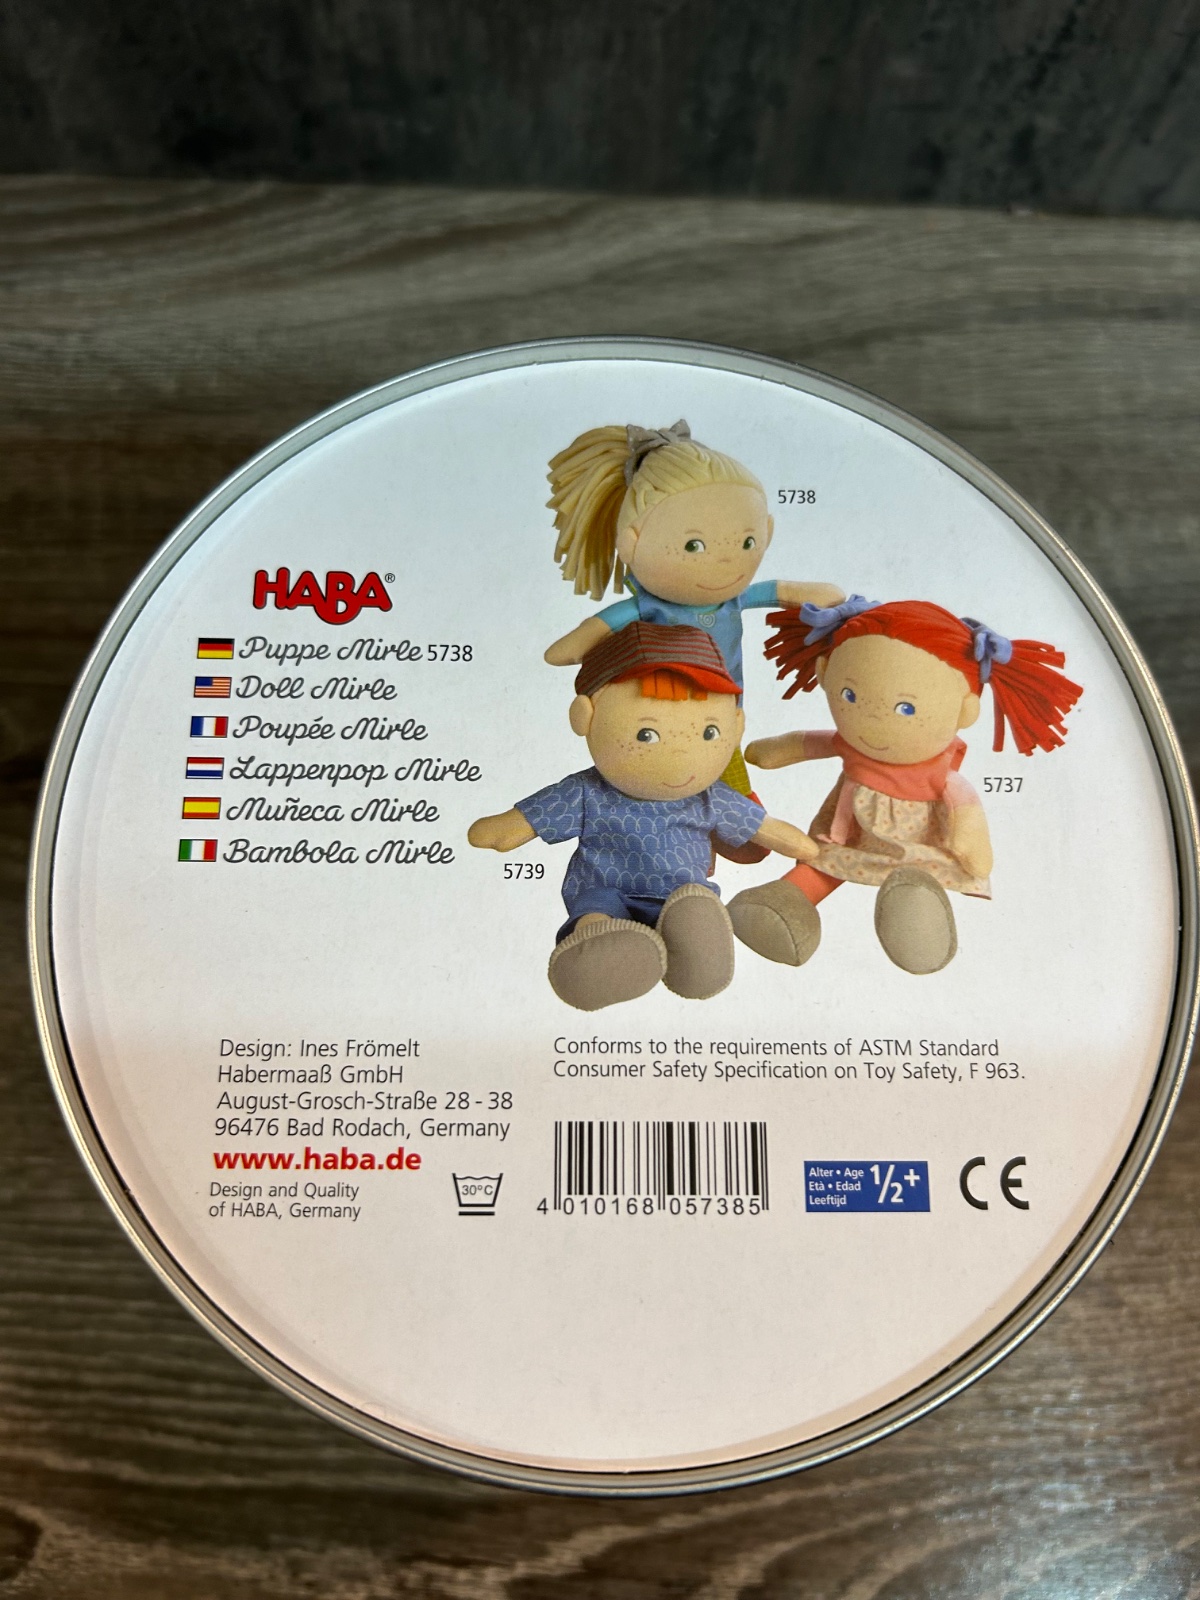 HABA®
Puppe Mirle 5738
Doll Mirle
Poupée Mirle
Lappenpop Mirle
Muñeca Mirle
Bambola Mirle
5738
5737
5739
Design: Ines Frömelt
Habermaaß GmbH
August-Grosch-Straße 28 - 38
96476 Bad Rodach, Germany
www.haba.de
Design and Quality
of HABA, Germany
Conforms to the requirements of ASTM Standard
Consumer Safety Specification on Toy Safety, F 963.
30°C
4 010168 057385
Alter • Age
Età • Edad
Leeftijd
1/2+
CE